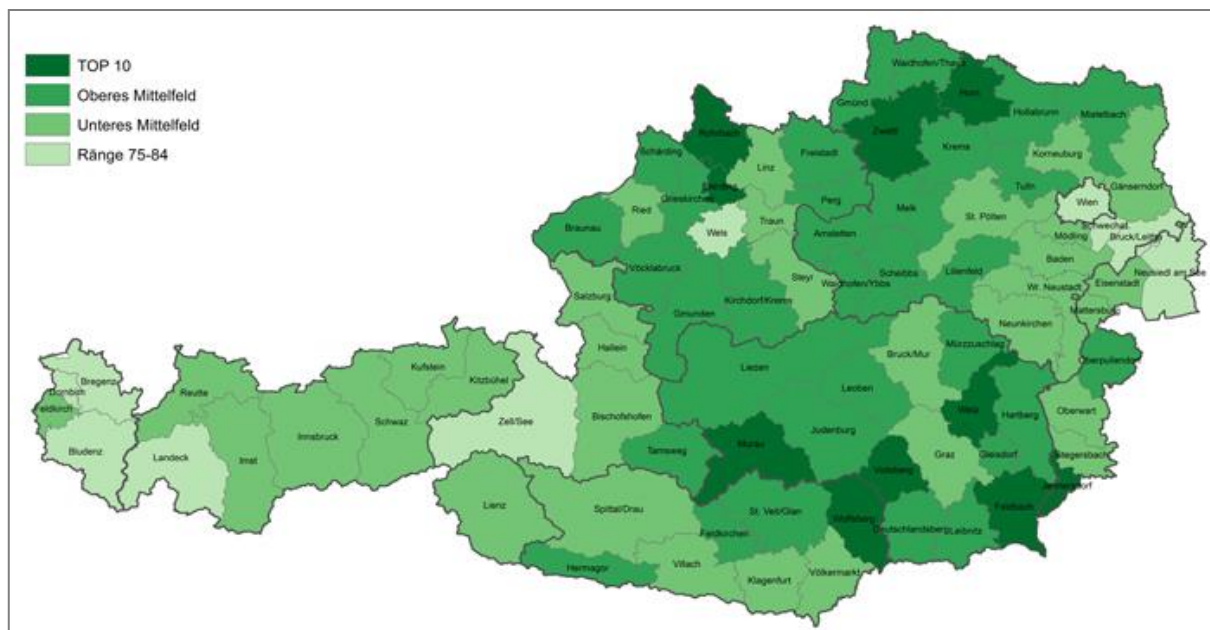 TOP 10
Oberes Mittelfeld
Unteres Mittelfeld
Ränge 75-84
Waidhofen/Thaya
Horn
Gmünd
Hollabrunn
Mistelbach
Zwettl
Rohrbach
Krems
Korneuburg
Schärding
Freistadt
Linz
Eferding
Gänserndorf
Tulln
Grieskirchen
Wien
Perg
Melk
Ried
St. Pölten
Traun
Schwechat
Braunau
Wels
Amstetten
Mödling
Bruck/Leitha
Baden
Vöcklabruck
Scheibbs
Lilienfeld
Neusiedl am See
Steyr
Waidhofen/Ybbs
Eisenstadt
Wr. Neustadt
Salzburg
Kirchdorf/Krems
Mattersburg
Gmunden
Neunkirchen
Hallein
Mürzzuschlag
Bruck/Mur
Oberpullendorf
Liezen
Kufstein
Bregenz
Kitzbühel
Leoben
Dornbirn
Reutte
Feldkirch
Weiz
Hartberg
Oberwart
Bischofshofen
Schwaz
Zell/See
Judenburg
Innsbruck
Murau
Bludenz
Landeck
Imst
Tamsweg
Graz
Gleisdorf
Stegersbach
Voitsberg
Jennersdorf
Lienz
Spittal/Drau
Feldbach
St. Veit/Glan
Wolfsberg
Deutschlandsberg
Leibnitz
Feldkirchen
Hermagor
Villach
Völkermarkt
Klagenfurt